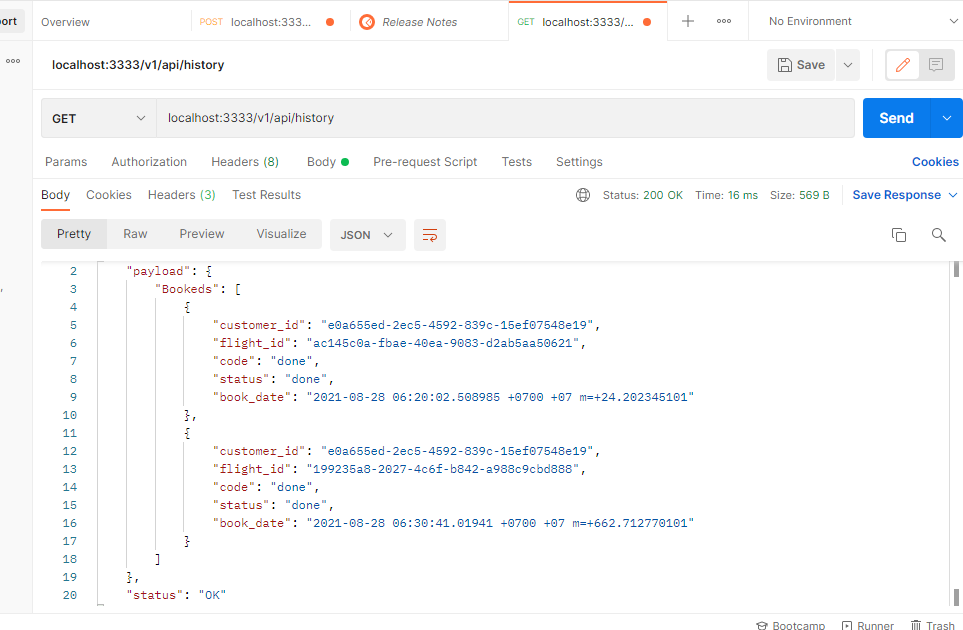 ort
Overview
POST localhost:333...
Release Notes
GET localhost:3333/...
No Environment
localhost:3333/v1/api/history
Save
GET
localhost:3333/v1/api/history
Send
Params
Authorization
Headers (8)
Body
Pre-request Script
Tests
Settings
Cookies
Body
Cookies
Headers (3)
Test Results
Status: 200 OK
Time: 16 ms
Size: 569 B
Save Response
Pretty
Raw
Preview
Visualize
JSON
2 "payload": {
3 "Bookeds": [
4 {
5 "customer_id": "e0a655ed-2ec5-4592-839c-15ef07548e19",
6 "flight_id": "ac145c0a-fbae-40ea-9083-d2ab5aa50621",
7 "code": "done",
8 "status": "done",
9 "book_date": "2021-08-28 06:20:02.508985 +0700 +07 m=+24.202345101"
10 },
11 {
12 "customer_id": "e0a655ed-2ec5-4592-839c-15ef07548e19",
13 "flight_id": "199235a8-2027-4c6f-b842-a988c9cbd888",
14 "code": "done",
15 "status": "done",
16 "book_date": "2021-08-28 06:30:41.01941 +0700 +07 m=+662.712770101"
17 }
18 ]
19 },
20 "status": "OK"
Bootcamp
Runner
Trash